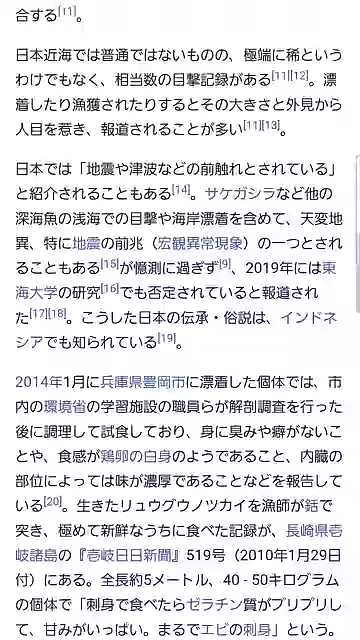 合する[11]。
日本近海では普通ではないものの、極端に稀という
わけでもなく、相当数の目撃記録がある[11][12]。漂
着したり漁獲されたりするとその大きさと外見から
人目を惹き、報道されることが多い[11][13]。
日本では「地震や津波などの前触れとされている」
と紹介されることもある[14]。サケガシラなど他の
深海魚の浅海での目撃や海岸漂着を含めて、天変地
異、特に地震の前兆（宏観異常現象）の一つとされ
ることもある[15]が憶測に過ぎず[9]、2019年には東
海大学の研究[16]でも否定されていると報道され
た[17][18]。こうした日本の伝承・俗説は、インドネ
シアでも知られている[19]。
2014年1月に兵庫県豊岡市に漂着した個体では、市
内の環境省の学習施設の職員らが解剖調査を行った
後に調理して試食しており、身に臭みや癖がないこ
とや、食感が鶏卵の白身のようであること、内臓の
部位によっては味が濃厚であることなどを報告して
いる[20]。生きたリュウグウノツカイを漁師が銛で
突き、極めて新鮮なうちに食べた記録が、長崎県壱
岐諸島の『壱岐日日新聞』519号（2010年1月29日
付）にある。全長約5メートル、40 - 50キログラム
の個体で「刺身で食べたらゼラチン質がプリプリし
て、甘みがいっぱい。まるでエビの刺身」という。